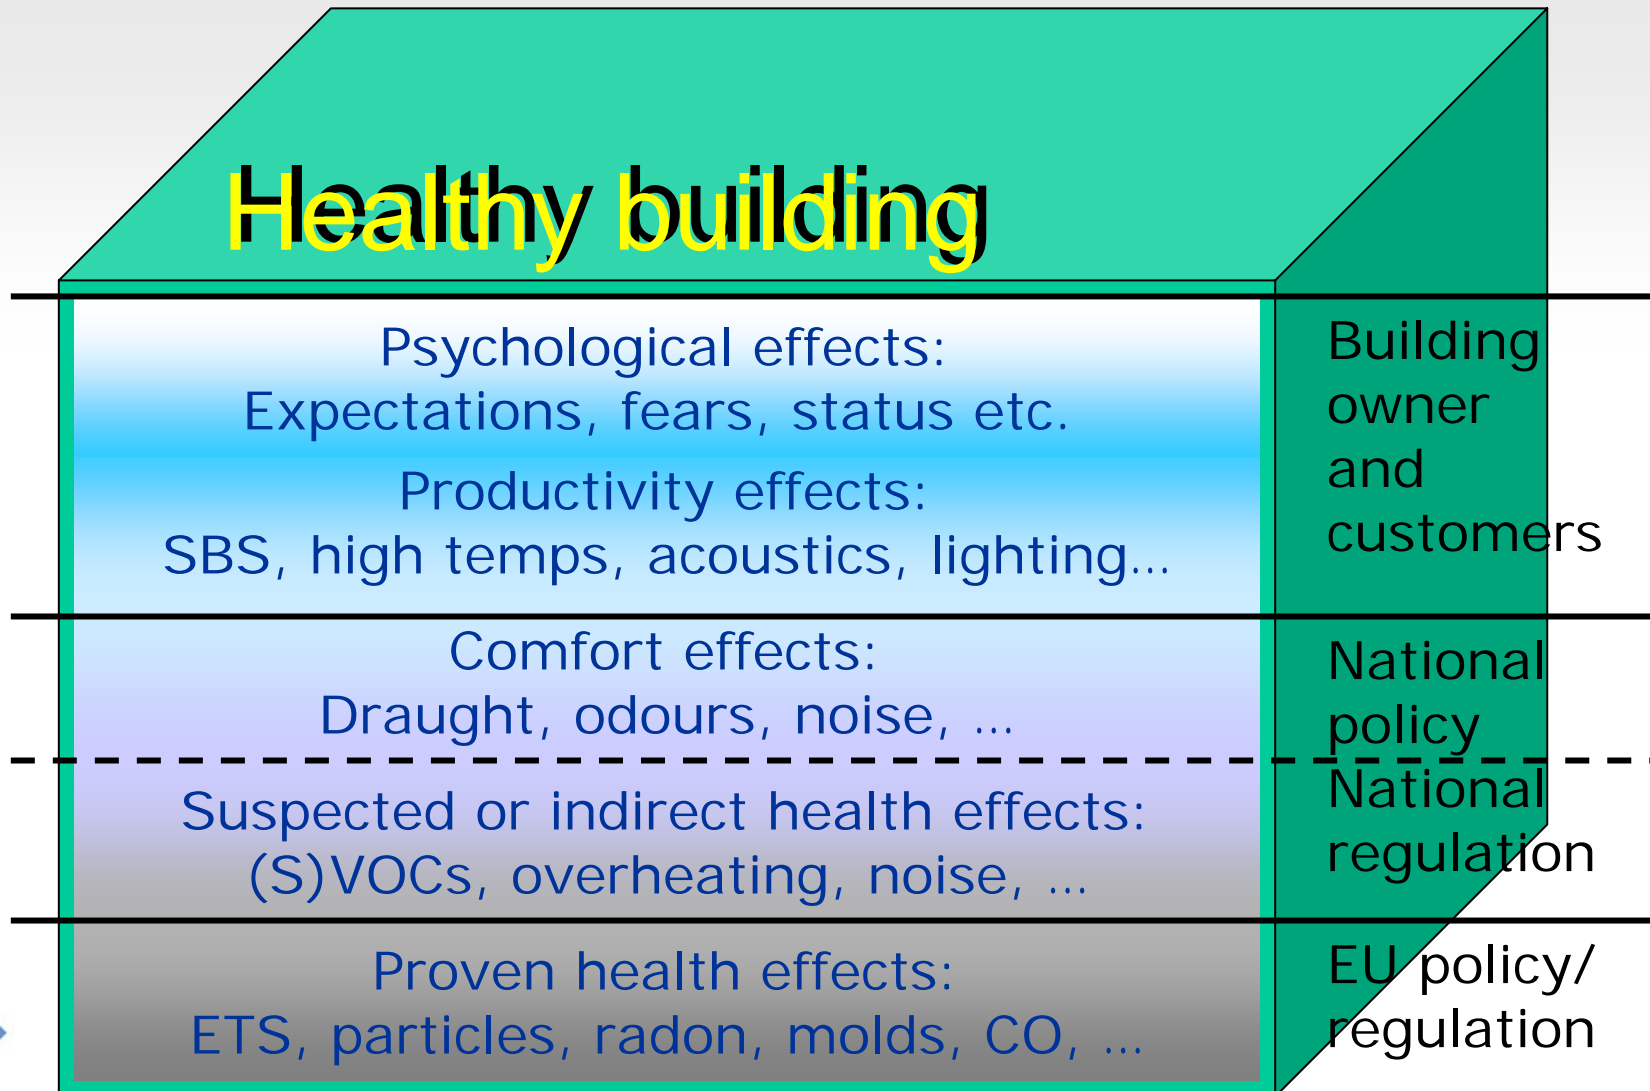 Healthy building
Psychological effects:
Expectations, fears, status etc.
Productivity effects:
SBS, high temps, acoustics, lighting...
Building
owner
and
customers
Comfort effects:
Draught, odours, noise, ...
National
policy
Suspected or indirect health effects:
(S)VOCs, overheating, noise, ...
National
regulation
Proven health effects:
ETS, particles, radon, molds, CO, ...
EU policy/
regulation